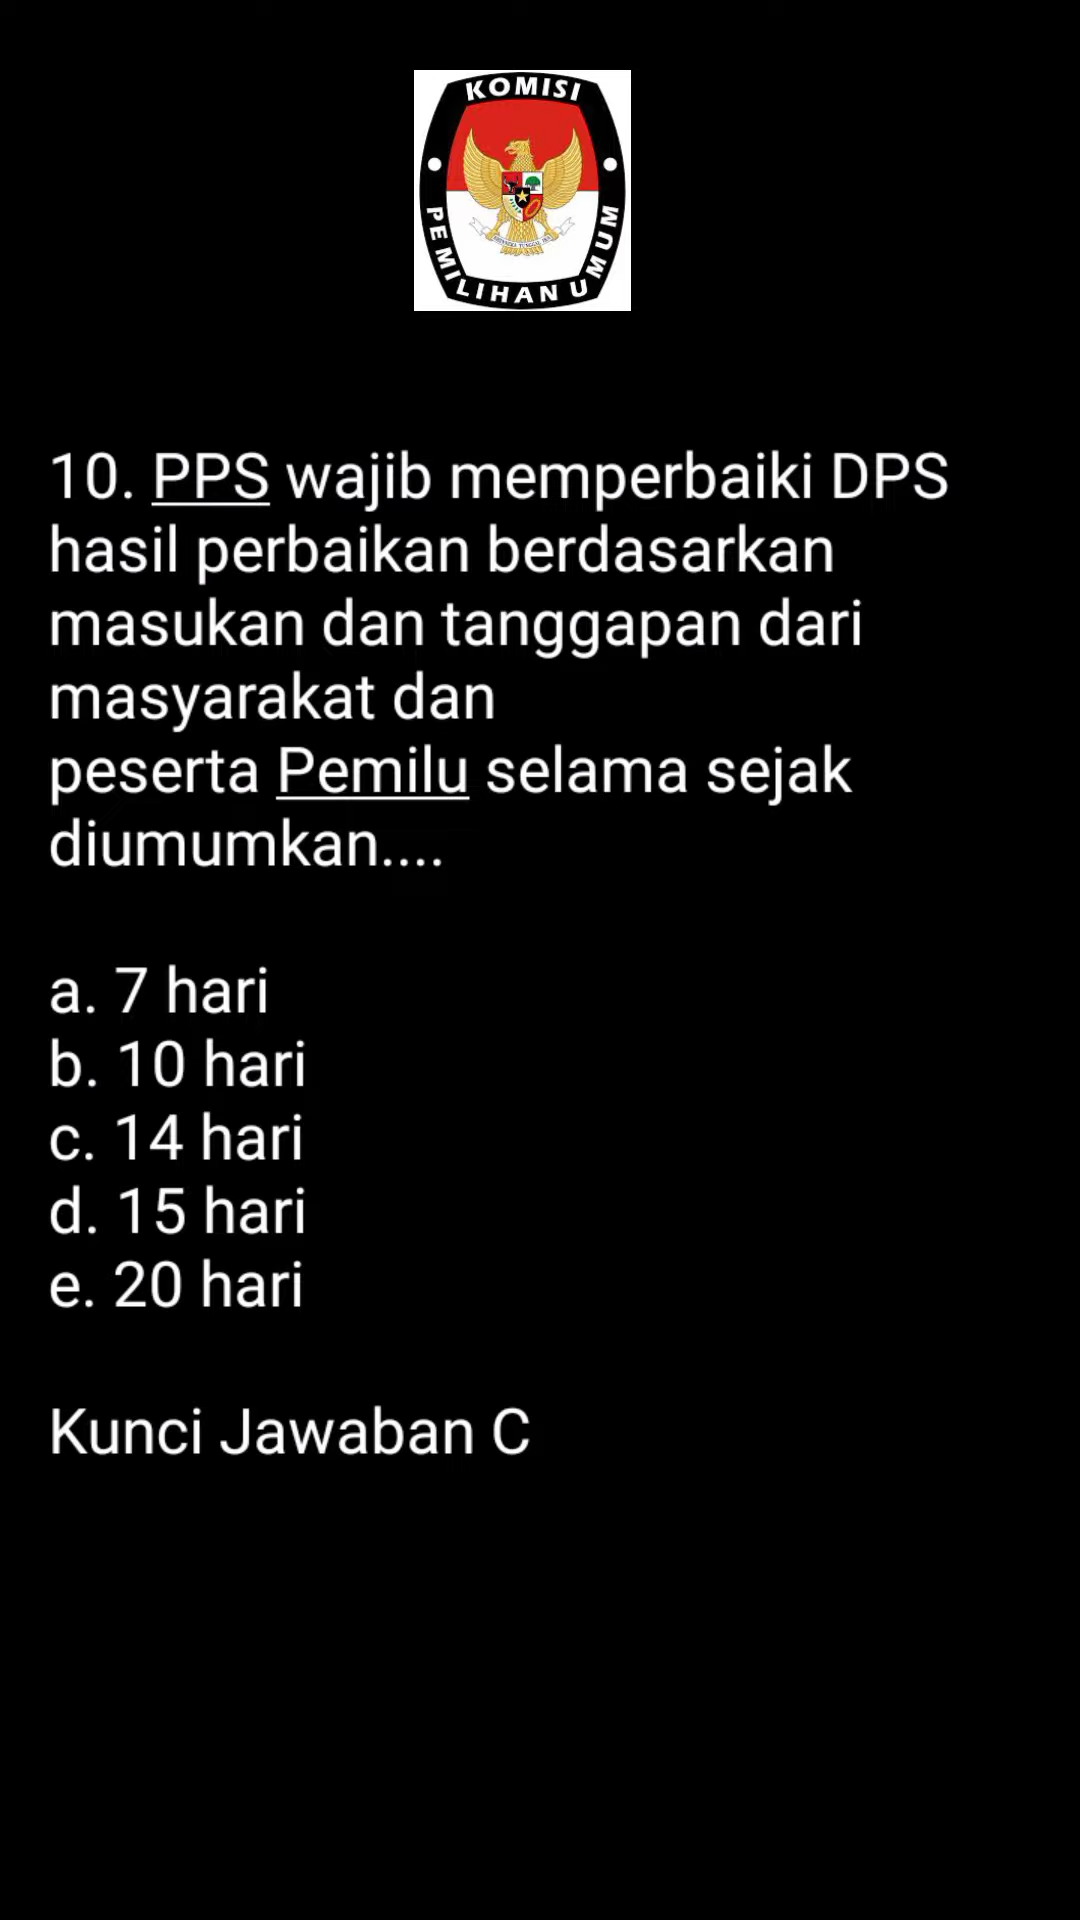 KOMISI
PEMILIHAN UMUM
10. PPS wajib memperbaiki DPS
hasil perbaikan berdasarkan
masukan dan tanggapan dari
masyarakat dan
peserta Pemilu selama sejak
diumumkan....
a. 7 hari
b. 10 hari
c. 14 hari
d. 15 hari
e. 20 hari
Kunci Jawaban C